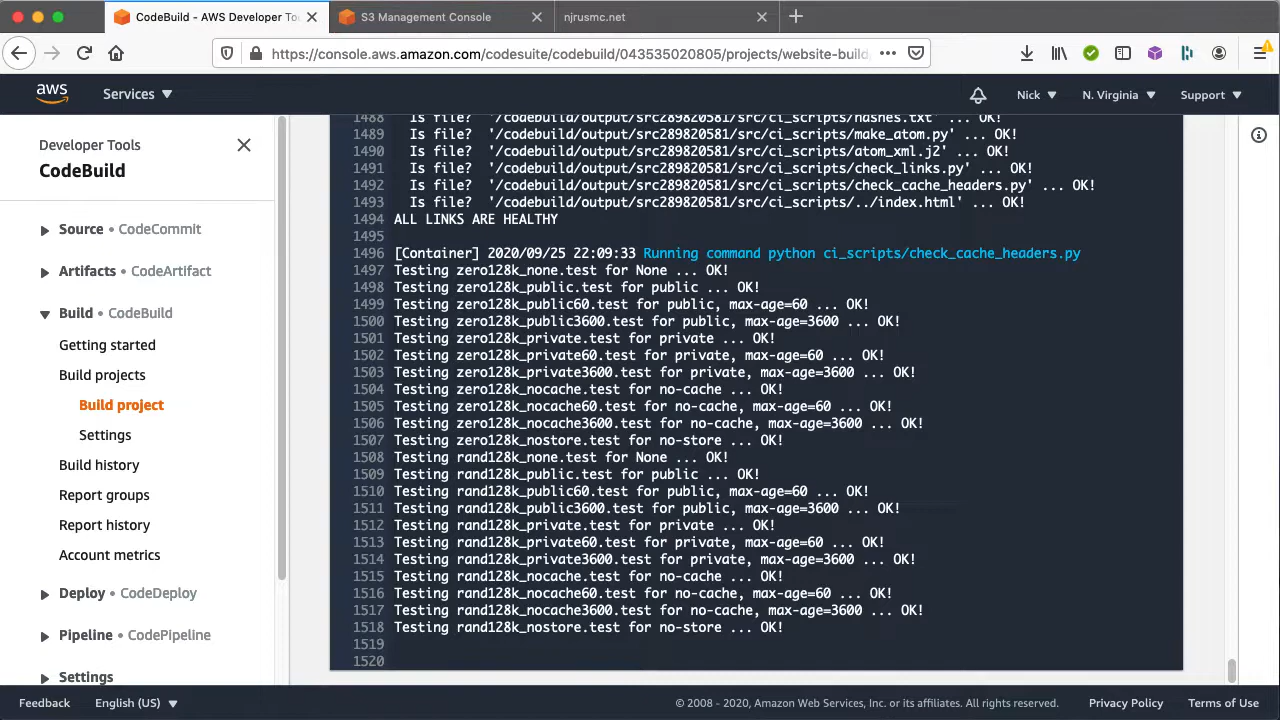 CodeBuild - AWS Developer Too
S3 Management Console
njrusmc.net
https://console.aws.amazon.com/codesuite/codebuild/043535020805/projects/website-build
aws
Services
Nick
N. Virginia
Support
Developer Tools
CodeBuild
Source • CodeCommit
Artifacts • CodeArtifact
Build • CodeBuild
Getting started
Build projects
Build project
Settings
Build history
Report groups
Report history
Account metrics
Deploy • CodeDeploy
Pipeline • CodePipeline
Settings
1488 Is file? '/codebuild/output/src289820581/src/ci_scripts/hashes.txt' ... OK!
1489 Is file? '/codebuild/output/src289820581/src/ci_scripts/make_atom.py' ... OK!
1490 Is file? '/codebuild/output/src289820581/src/ci_scripts/atom_xml.j2' ... OK!
1491 Is file? '/codebuild/output/src289820581/src/ci_scripts/check_links.py' ... OK!
1492 Is file? '/codebuild/output/src289820581/src/ci_scripts/check_cache_headers.py' ... OK!
1493 Is file? '/codebuild/output/src289820581/src/ci_scripts/../index.html' ... OK!
1494 ALL LINKS ARE HEALTHY
1495
1496 [Container] 2020/09/25 22:09:33 Running command python ci_scripts/check_cache_headers.py
1497 Testing zero128k_none.test for None ... OK!
1498 Testing zero128k_public.test for public ... OK!
1499 Testing zero128k_public60.test for public, max-age=60 ... OK!
1500 Testing zero128k_public3600.test for public, max-age=3600 ... OK!
1501 Testing zero128k_private.test for private ... OK!
1502 Testing zero128k_private60.test for private, max-age=60 ... OK!
1503 Testing zero128k_private3600.test for private, max-age=3600 ... OK!
1504 Testing zero128k_nocache.test for no-cache ... OK!
1505 Testing zero128k_nocache60.test for no-cache, max-age=60 ... OK!
1506 Testing zero128k_nocache3600.test for no-cache, max-age=3600 ... OK!
1507 Testing zero128k_nostore.test for no-store ... OK!
1508 Testing rand128k_none.test for None ... OK!
1509 Testing rand128k_public.test for public ... OK!
1510 Testing rand128k_public60.test for public, max-age=60 ... OK!
1511 Testing rand128k_public3600.test for public, max-age=3600 ... OK!
1512 Testing rand128k_private.test for private ... OK!
1513 Testing rand128k_private60.test for private, max-age=60 ... OK!
1514 Testing rand128k_private3600.test for private, max-age=3600 ... OK!
1515 Testing rand128k_nocache.test for no-cache ... OK!
1516 Testing rand128k_nocache60.test for no-cache, max-age=60 ... OK!
1517 Testing rand128k_nocache3600.test for no-cache, max-age=3600 ... OK!
1518 Testing rand128k_nostore.test for no-store ... OK!
1519
1520
Feedback
English (US)
© 2008 - 2020, Amazon Web Services, Inc. or its affiliates. All rights reserved.
Privacy Policy
Terms of Use